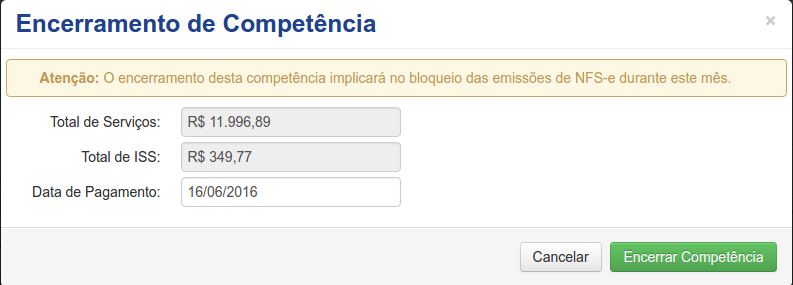 Encerramento de Competência
×
Atenção: O encerramento desta competência implicará no bloqueio das emissões de NFS-e durante este mês.
Total de Serviços: R$ 11.996,89
Total de ISS: R$ 349,77
Data de Pagamento: 16/06/2016
Cancelar Encerrar Competência